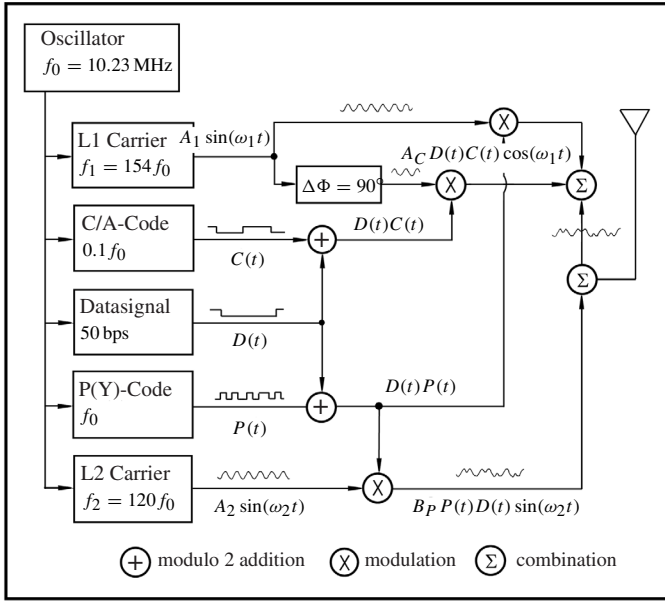 Oscillator
f₀ = 10.23 MHz
L1 Carrier
f₁ = 154 f₀
A₁ sin(ω₁t)
ΔΦ = 90°
A_C D(t)C(t) cos(ω₁t)
X
X
Σ
C/A-Code
0.1 f₀
C(t)
+
D(t)C(t)
Σ
Datasignal
50 bps
D(t)
P(Y)-Code
f₀
P(t)
+
D(t)P(t)
L2 Carrier
f₂ = 120 f₀
A₂ sin(ω₂t)
X
B_P P(t)D(t) sin(ω₂t)
+ modulo 2 addition
X modulation
Σ combination